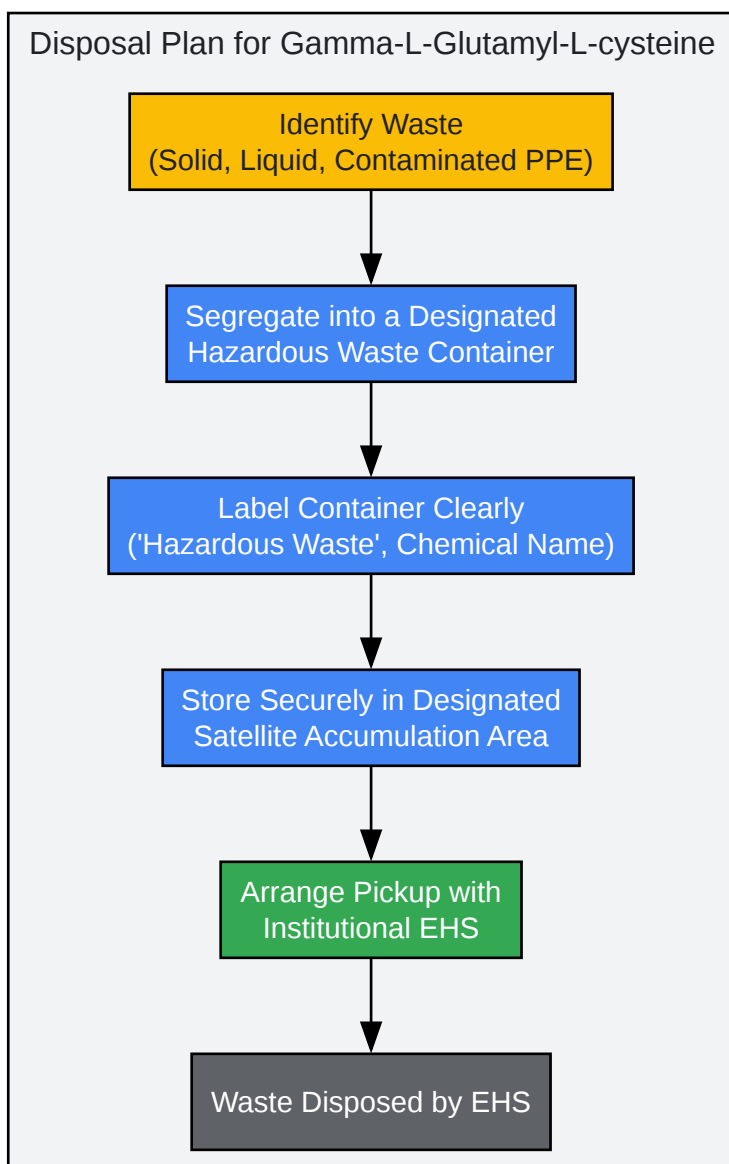 Disposal Plan for Gamma-L-Glutamyl-L-cysteine
Identify Waste
(Solid, Liquid, Contaminated PPE)
Segregate into a Designated
Hazardous Waste Container
Label Container Clearly
('Hazardous Waste', Chemical Name)
Store Securely in Designated
Satellite Accumulation Area
Arrange Pickup with
Institutional EHS
Waste Disposed by EHS